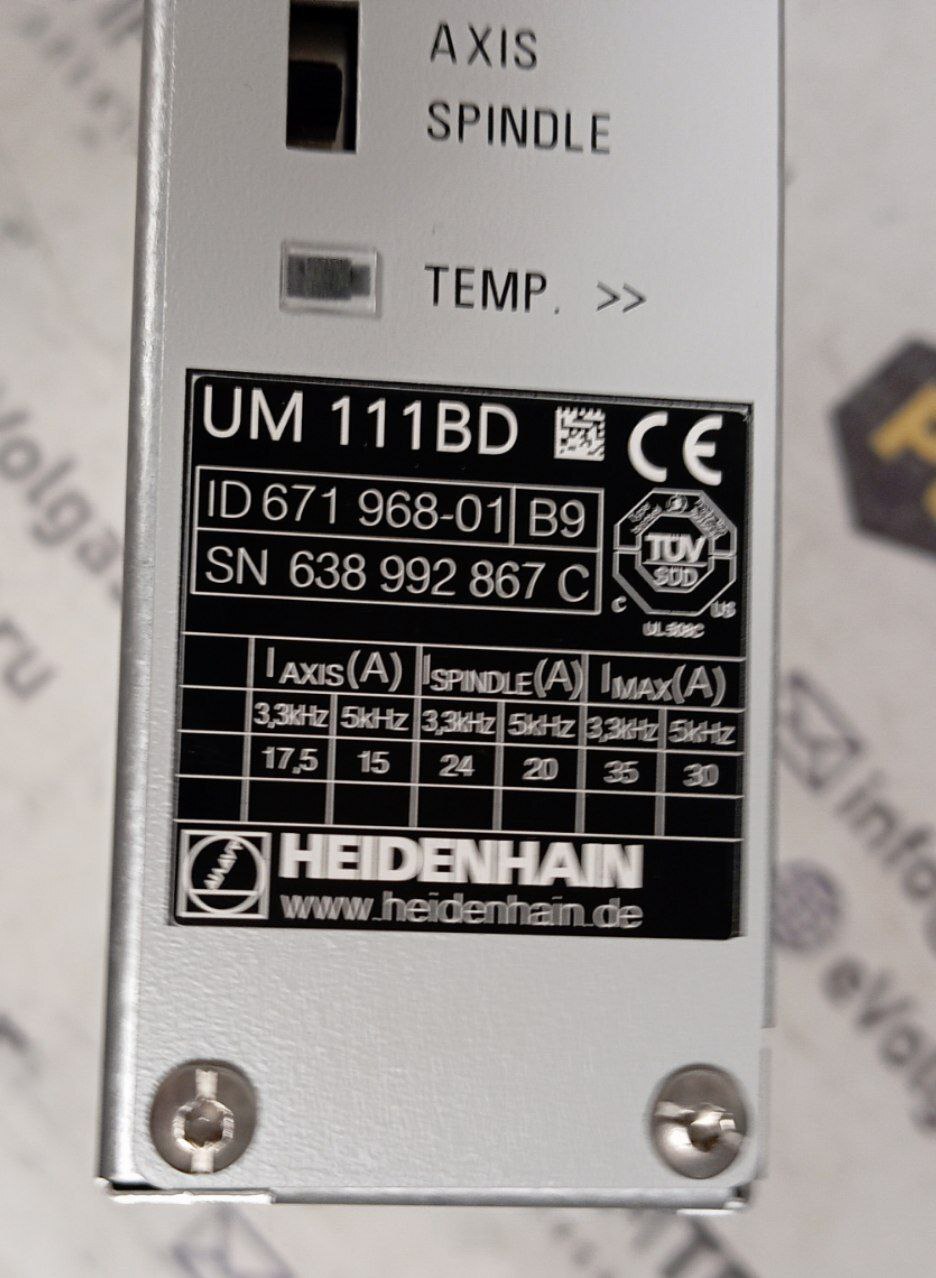 AXIS
SPINDLE
TEMP. >>
UM 111BD CE
ID 671 968-01 B9
SN 638 992 867 C
TÜV
SÜD
C US
UL 508C
I AXIS(A) I SPINDLE(A) I MAX(A)
3,3kHz 5kHz 3,3kHz 5kHz 3,3kHz 5kHz
17,5 15 24 20 35 30
HEIDENHAIN
www.heidenhain.de